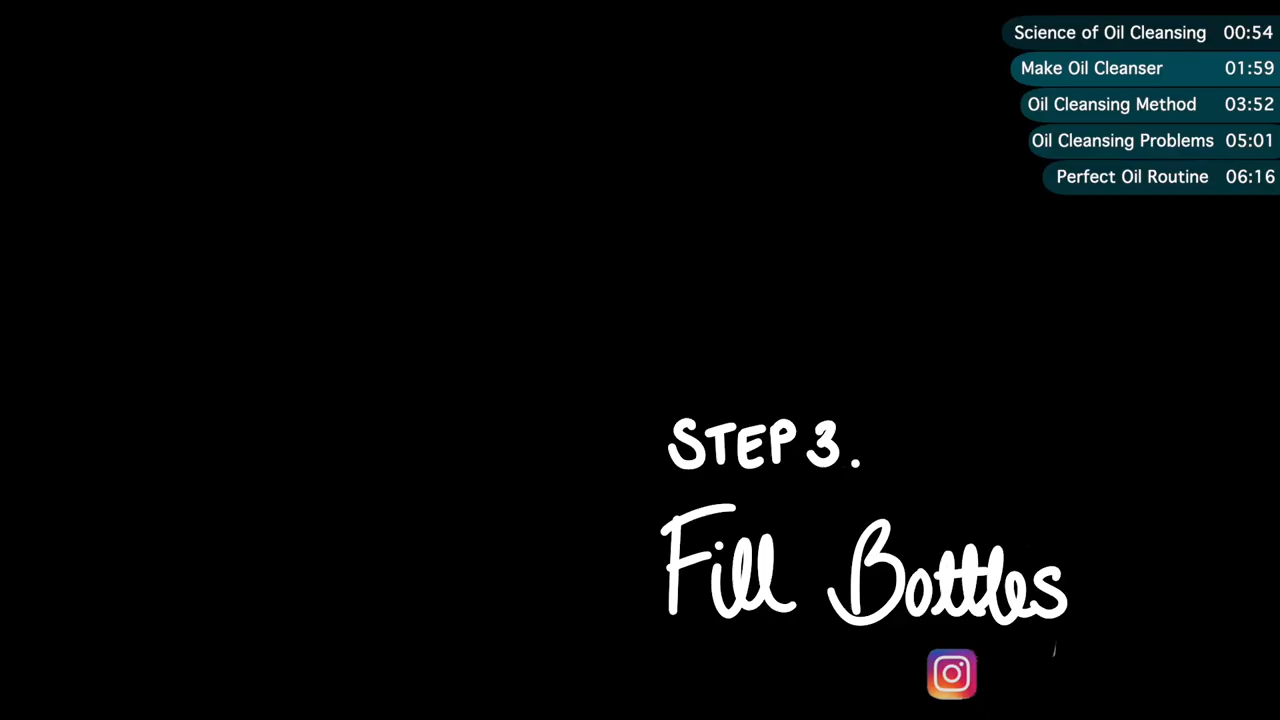 Science of Oil Cleansing 00:54
Make Oil Cleanser 01:59
Oil Cleansing Method 03:52
Oil Cleansing Problems 05:01
Perfect Oil Routine 06:16
STEP 3.
Fill Bottles